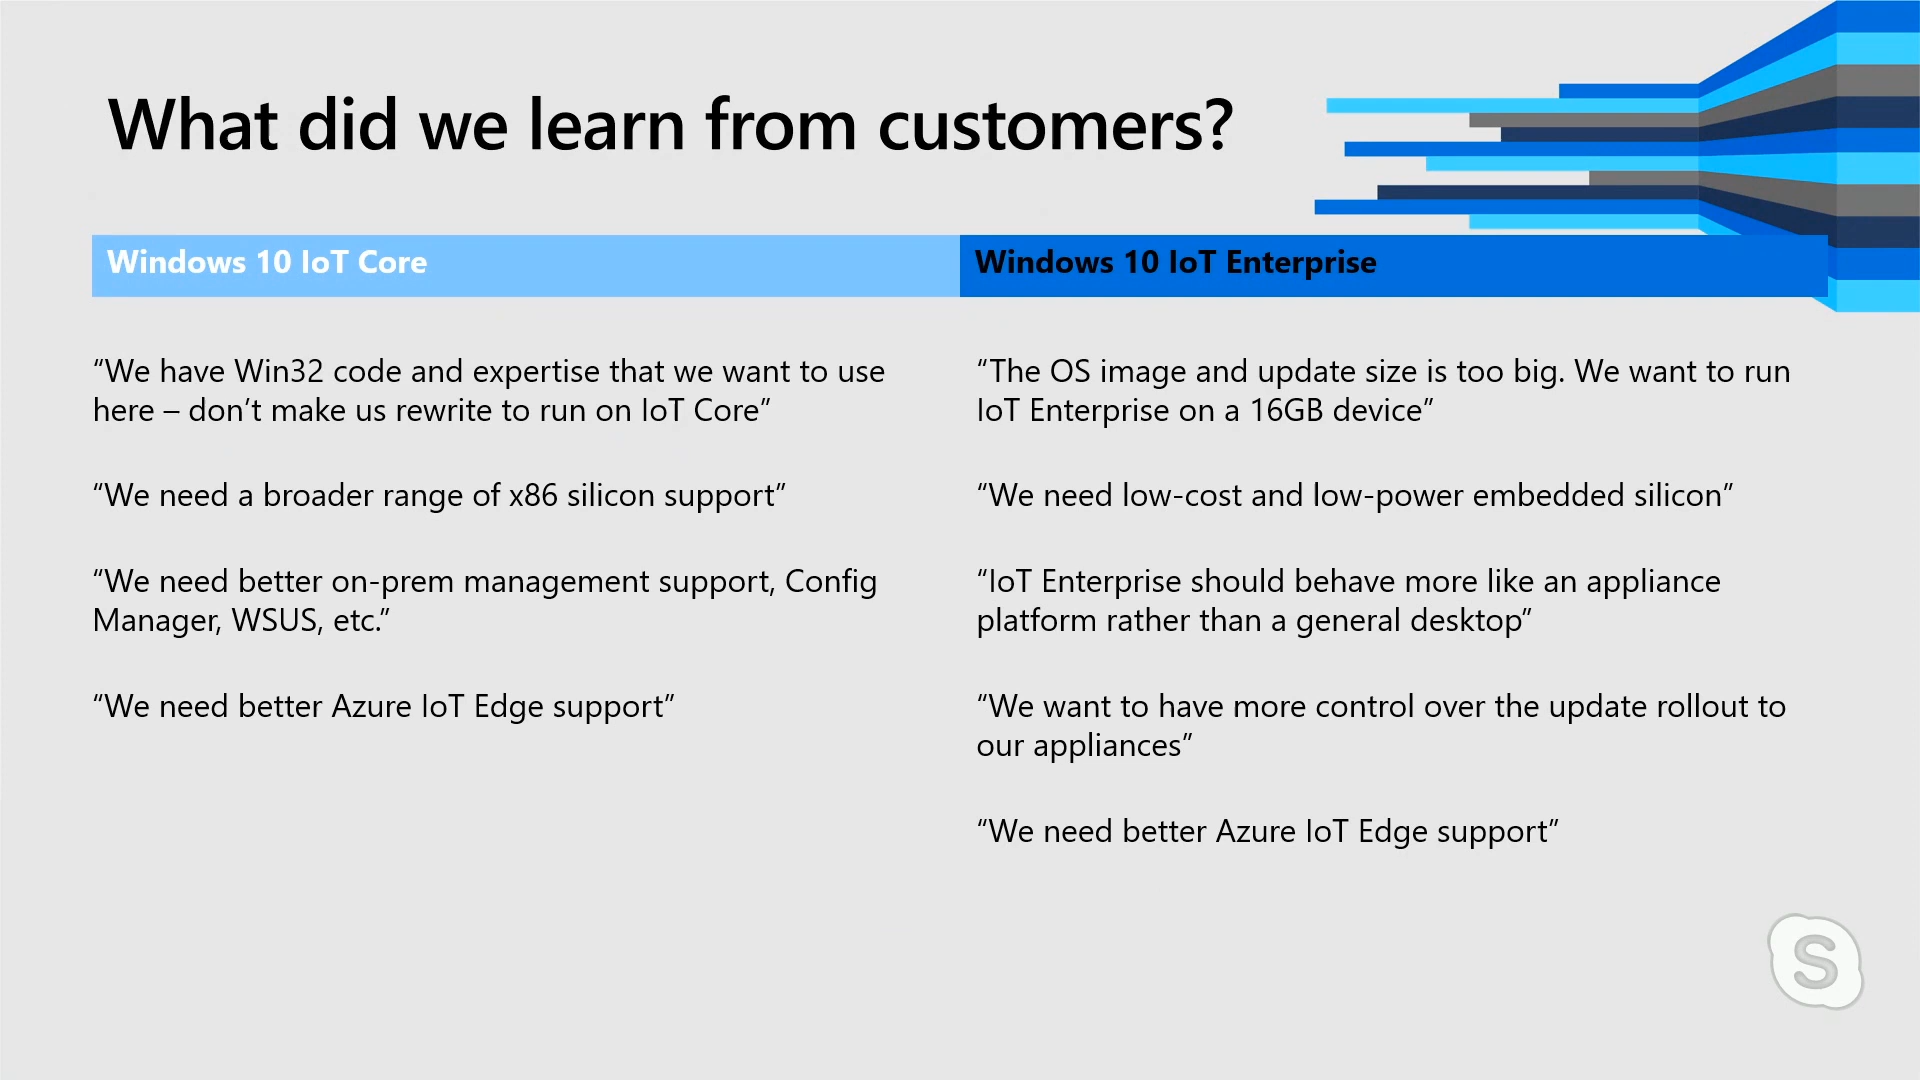 What did we learn from customers?
Windows 10 IoT Core
“We have Win32 code and expertise that we want to use
here – don’t make us rewrite to run on IoT Core”
“We need a broader range of x86 silicon support”
“We need better on-prem management support, Config
Manager, WSUS, etc.”
“We need better Azure IoT Edge support”
Windows 10 IoT Enterprise
“The OS image and update size is too big. We want to run
IoT Enterprise on a 16GB device”
“We need low-cost and low-power embedded silicon”
“IoT Enterprise should behave more like an appliance
platform rather than a general desktop”
“We want to have more control over the update rollout to
our appliances”
“We need better Azure IoT Edge support”
S